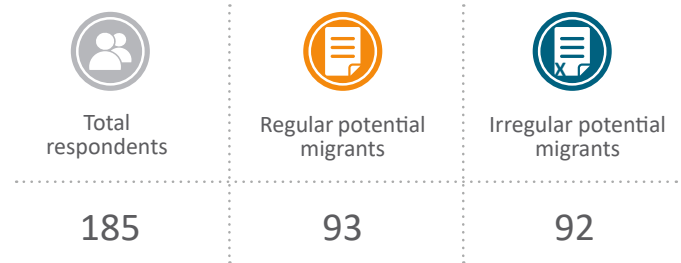 Total
respondents
Regular potential
migrants
Irregular potential
migrants
X
185
93
92